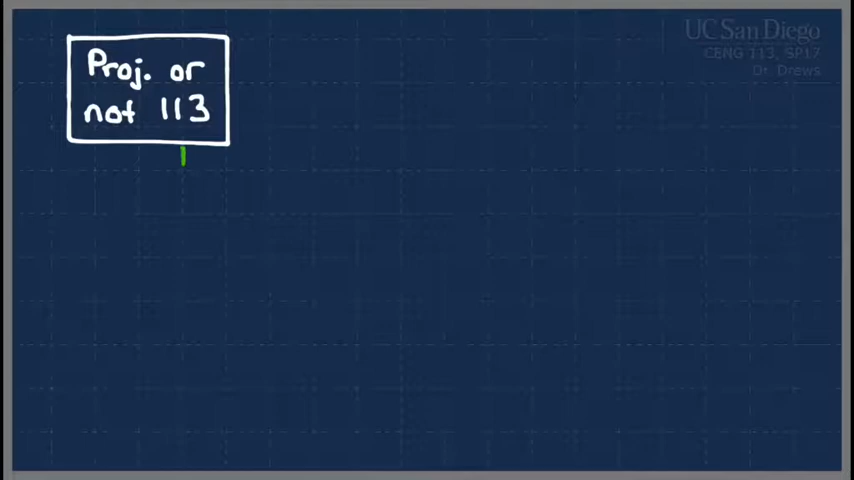 UC San Diego
CENG 113, SP17
Dr. Drews
Proj. or
not 113